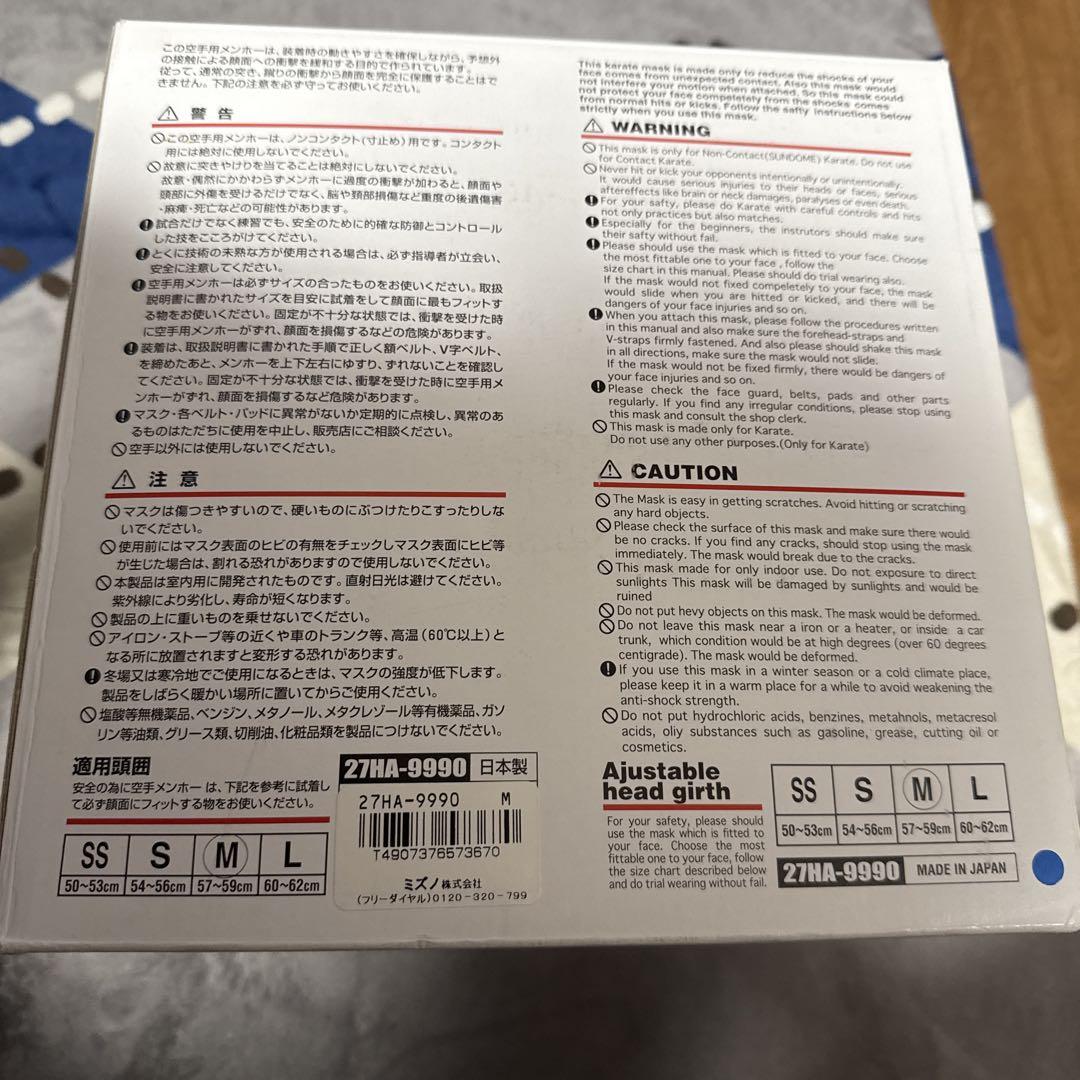 この空手用メンホーは、装着時の動きやすさを確保しながら、予想外
の接触による顔面への衝撃を緩和する目的で作られています。
従って、通常の突き、蹴りの衝撃から顔面を完全に保護することはで
きません。下記の注意を必ず守ってお使いください。
⚠ 警告
🚫この空手用メンホーは、ノンコンタクト(寸止め)用です。コンタクト
用には絶対に使用しないでください。
🚫故意に突きやけりを当てることは絶対にしないでください。
故意・偶然にかかわらずメンホーに過度の衝撃が加わると、顔面や
頭部に外傷を受けるだけでなく、脳や頚部損傷など重度の後遺傷害
・麻痺・死亡などの可能性があります。
❗試合だけでなく練習でも、安全のために的確な防御とコントロール
した技をこころがけてください。
❗とくに技術の未熟な方が使用される場合は、必ず指導者が立会い、
安全に注意してください。
❗空手用メンホーは必ずサイズの合ったものをお使いください。取扱
説明書に書かれたサイズを目安に試着をして顔面に最もフィットす
る物をお使いください。固定が不十分な状態では、衝撃を受けた時
に空手用メンホーがずれ、顔面を損傷するなどの危険があります。
❗装着は、取扱説明書に書かれた手順で正しく額ベルト、V字ベルト、
を締めたあと、メンホーを上下左右にゆすり、ずれないことを確認し
てください。固定が不十分な状態では、衝撃を受けた時に空手用メ
ンホーがずれ、顔面を損傷するなど危険があります。
❗マスク・各ベルト・パッドに異常がないか定期的に点検し、異常のあ
るものはただちに使用を中止し、販売店にご相談ください。
🚫空手以外には使用しないでください。
⚠ 注意
🚫マスクは傷つきやすいので、硬いものにぶつけたりこすったりしな
いでください。
🚫使用前にはマスク表面のヒビの有無をチェックしマスク表面にヒビ等
が生じた場合は、割れる恐れがありますので使用しないでください。
🚫本製品は室内用に開発されたものです。直射日光は避けてください。
紫外線により劣化し、寿命が短くなります。
🚫製品の上に重いものを乗せないでください。
🚫アイロン・ストーブ等の近くや車のトランク等、高温(60℃以上)と
なる所に放置されますと変形する恐れがあります。
❗冬場又は寒冷地でご使用になるときは、マスクの強度が低下します。
製品をしばらく暖かい場所に置いてからご使用ください。
🚫塩酸等無機薬品、ベンジン、メタノール、メタクレゾール等有機薬品、ガソ
リン等油類、グリース類、切削油、化粧品類を製品につけないでください。
適用頭囲
安全の為に空手メンホー は、下記を参考に試着し
て必ず顔面にフィットする物をお使いください。
SS S M L
50~53cm 54~56cm 57~59cm 60~62cm
27HA-9990 日本製
27HA-9990 M
T4907376573670
ミズノ株式会社
(フリーダイヤル)0120-320-799
This karate mask is made only to reduce the shocks of your
face comes from unexpected contact. Also this mask would
not interfere your motion when attached. So this mask could
not protect your face compeletely from the shocks comes
from normal hits or kicks. Follow the safty instructions below
strictly when you use this mask.
⚠ WARNING
🚫This mask is only for Non-Contact(SUNDOME) Karate. Do not use
for Contact Karate.
🚫Never hit or kick your opponents intentionally or unintentionally.
It would cause serious injuries to their heads or faces, serious
aftereffects like brain or neck damages, paralyses or even death.
❗For your safty, please do Karate with careful controls and hits
not only practices but also matches.
❗Especially for the beginners, the instrutors should make sure
their safty without fail.
❗Please should use the mask which is fitted to your face. Choose
the most fittable one to your face , follow the
size chart in this manual. Please should do trial wearing also.
If the mask would not fixed compeletely to your face, the mask
would slide when you are hitted or kicked, and there will be
dangers of your face injuries and so on.
❗When you attach this mask, please follow the procedures written
in this manual and also make sure the forehead-straps and
V-straps firmly fastened. And also please should shake this mask
in all directions, make sure the mask would not slide.
If the mask would not be fixed firmly, there would be dangers of
your face injuries and so on.
❗Please check the face guard, belts, pads and other parts
regularly. If you find any irregular conditions, please stop using
this mask and consult the shop clerk.
🚫This mask is made only for Karate.
Do not use any other purposes.(Only for Karate)
⚠ CAUTION
🚫The Mask is easy in getting scratches. Avoid hitting or scratching
any hard objects.
🚫Please check the surface of this mask and make sure there would
be no cracks. If you find any cracks, should stop using the mask
immediately. The mask would break due to the cracks.
🚫This mask made for only indoor use. Do not exposure to direct
sunlights This mask will be damaged by sunlights and would be
ruined
🚫Do not put hevy objects on this mask. The mask would be deformed.
🚫Do not leave this mask near a iron or a heater, or inside a car
trunk, which condition would be at high degrees (over 60 degrees
centigrade). The mask would be deformed.
❗If you use this mask in a winter season or a cold climate place,
please keep it in a warm place for a while to avoid weakening the
anti-shock strength.
🚫Do not put hydrochloric acids, benzines, metahnols, metacresol
acids, oliy substances such as gasoline, grease, cutting oil or
cosmetics.
Ajustable
head girth
For your safety, please should
use the mask which is fitted to
your face. Choose the most
fittable one to your face, follow
the size chart described below
and do trial wearing without fail.
SS S M L
50~53cm 54~56cm 57~59cm 60~62cm
27HA-9990 MADE IN JAPAN